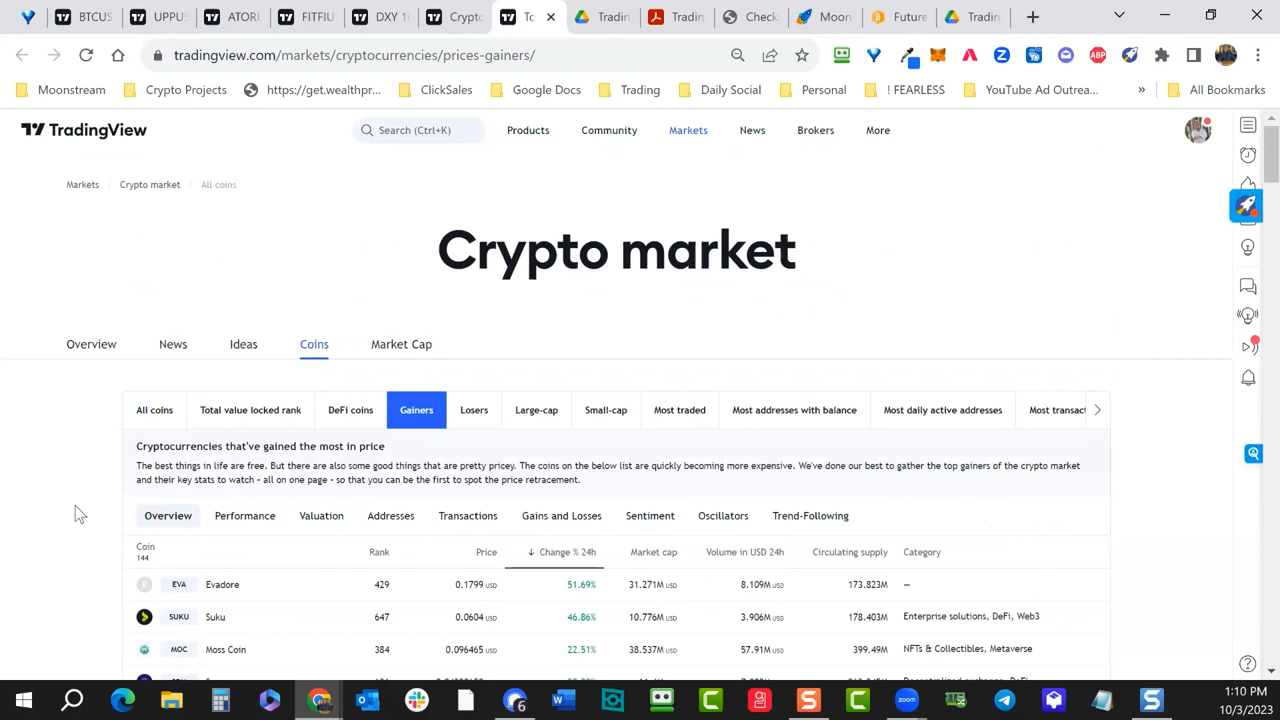 BTCUS
UPPUS
ATORU
FITFIU
DXY 1
Crypto
To
Tradin
Tradin
Check
Moon
Future
Tradin
tradingview.com/markets/cryptocurrencies/prices-gainers/
Moonstream
Crypto Projects
https://get.wealthpr...
ClickSales
Google Docs
Trading
Daily Social
Personal
! FEARLESS
YouTube Ad Outrea...
»
All Bookmarks
TradingView
Search (Ctrl+K)
Products
Community
Markets
News
Brokers
More
Markets / Crypto market / All coins
Crypto market
Overview
News
Ideas
Coins
Market Cap
All coins
Total value locked rank
DeFi coins
Gainers
Losers
Large-cap
Small-cap
Most traded
Most addresses with balance
Most daily active addresses
Most transact
Cryptocurrencies that've gained the most in price
The best things in life are free. But there are also some good things that are pretty pricey. The coins on the below list are quickly becoming more expensive. We've done our best to gather the top gainers of the crypto market
and their key stats to watch - all on one page - so that you can be the first to spot the price retracement.
Overview
Performance
Valuation
Addresses
Transactions
Gains and Losses
Sentiment
Oscillators
Trend-Following
Coin
144
Rank
Price
↓ Change % 24h
Market cap
Volume in USD 24h
Circulating supply
Category
EVA Evadore 429 0.1799 USD 51.69% 31.271M USD 8.109M USD 173.823M —
SUKU Suku 647 0.0604 USD 46.86% 10.776M USD 3.906M USD 178.403M Enterprise solutions, DeFi, Web3
MOC Moss Coin 384 0.096465 USD 22.51% 38.537M USD 57.91M USD 399.49M NFTs & Collectibles, Metaverse
1:10 PM
10/3/2023